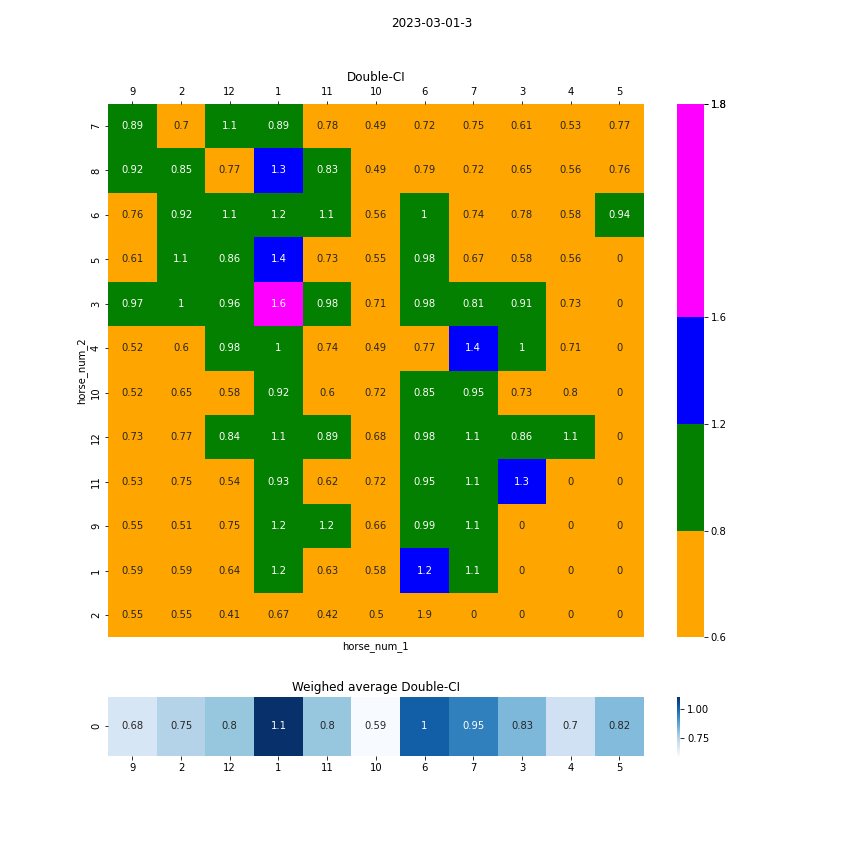 2023-03-01-3
Double-CI
9 2 12 1 11 10 6 7 3 4 5
7 0.89 0.7 1.1 0.89 0.78 0.49 0.72 0.75 0.61 0.53 0.77
8 0.92 0.85 0.77 1.3 0.83 0.49 0.79 0.72 0.65 0.56 0.76
6 0.76 0.92 1.1 1.2 1.1 0.56 1 0.74 0.78 0.58 0.94
5 0.61 1.1 0.86 1.4 0.73 0.55 0.98 0.67 0.58 0.56 0
3 0.97 1 0.96 1.6 0.98 0.71 0.98 0.81 0.91 0.73 0
4 0.52 0.6 0.98 1 0.74 0.49 0.77 1.4 1 0.71 0
10 0.52 0.65 0.58 0.92 0.6 0.72 0.85 0.95 0.73 0.8 0
12 0.73 0.77 0.84 1.1 0.89 0.68 0.98 1.1 0.86 1.1 0
11 0.53 0.75 0.54 0.93 0.62 0.72 0.95 1.1 1.3 0 0
9 0.55 0.51 0.75 1.2 1.2 0.66 0.99 1.1 0 0 0
1 0.59 0.59 0.64 1.2 0.63 0.58 1.2 1.1 0 0 0
2 0.55 0.55 0.41 0.67 0.42 0.5 1.9 0 0 0 0
horse_num_2
horse_num_1
1.8
1.6
1.2
0.8
0.6
Weighed average Double-CI
0 0.68 0.75 0.8 1.1 0.8 0.59 1 0.95 0.83 0.7 0.82
9 2 12 1 11 10 6 7 3 4 5
1.00
0.75